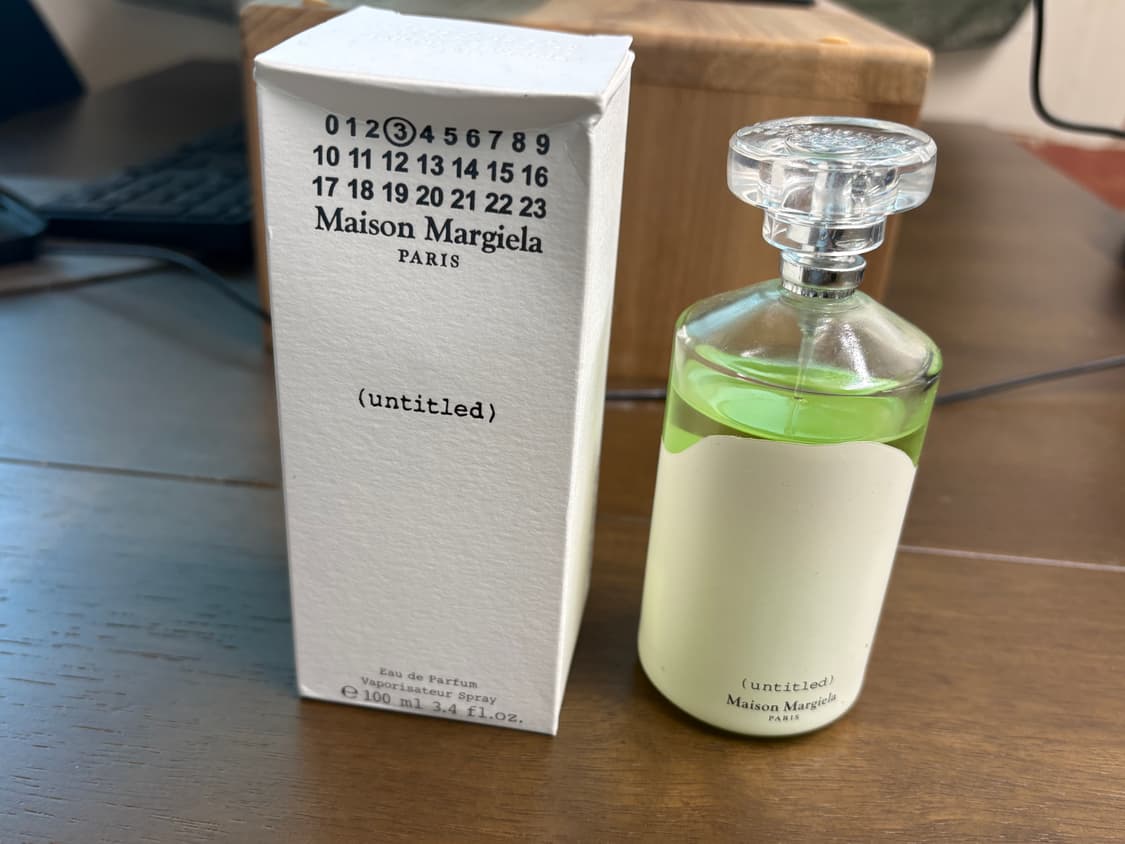 0 1 2 3 4 5 6 7 8 9
10 11 12 13 14 15 16
17 18 19 20 21 22 23
Maison Margiela
PARIS
(untitled)
Eau de Parfum
Vaporisateur Spray
℮ 100 ml 3.4 fl.oz.
(untitled)
Maison Margiela
PARIS